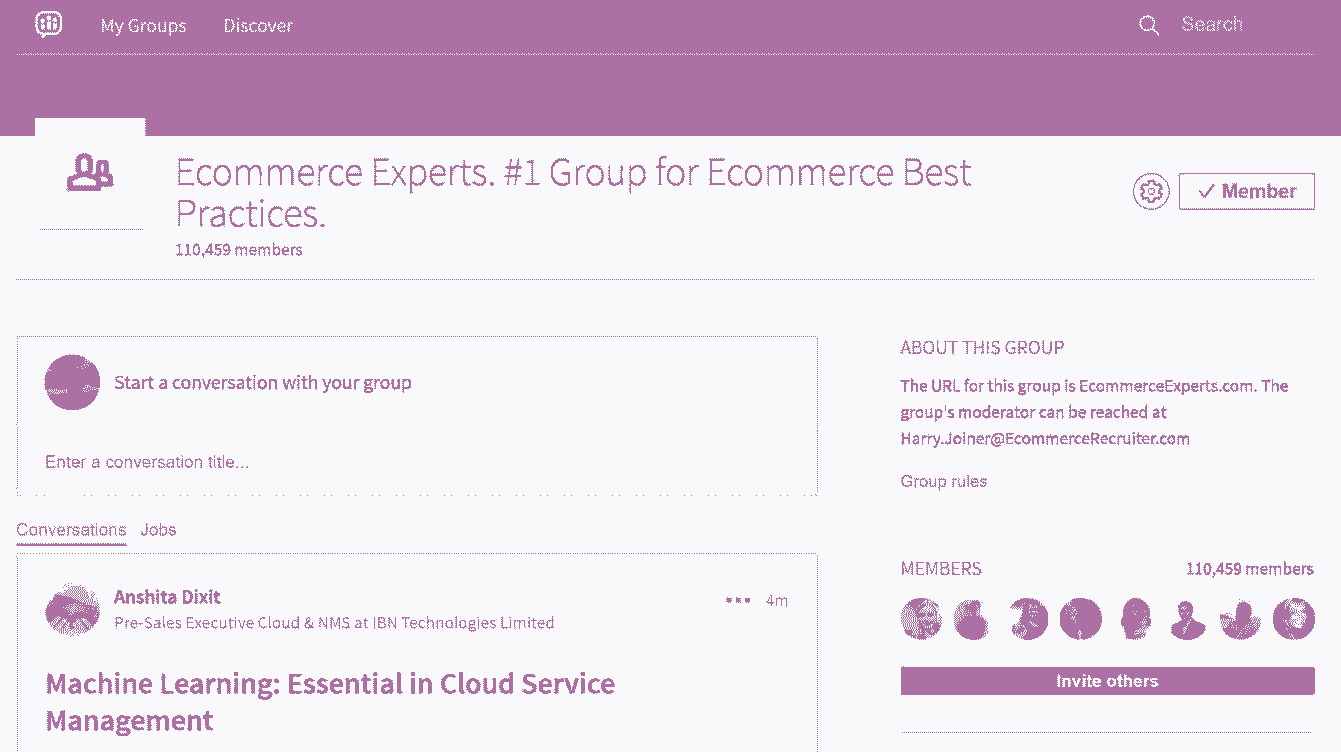 My Groups
Discover
Search
Ecommerce Experts. #1 Group for Ecommerce Best
Practices.
110,459 members
Member
Start a conversation with your group
Enter a conversation title...
Conversations
Jobs
Anshita Dixit
4m
Pre-Sales Executive Cloud & NMS at IBN Technologies Limited
Machine Learning: Essential in Cloud Service
Management
ABOUT THIS GROUP
The URL for this group is EcommerceExperts.com. The
group's moderator can be reached at
Harry.Joiner@EcommerceRecruiter.com
Group rules
MEMBERS
110,459 members
Invite others